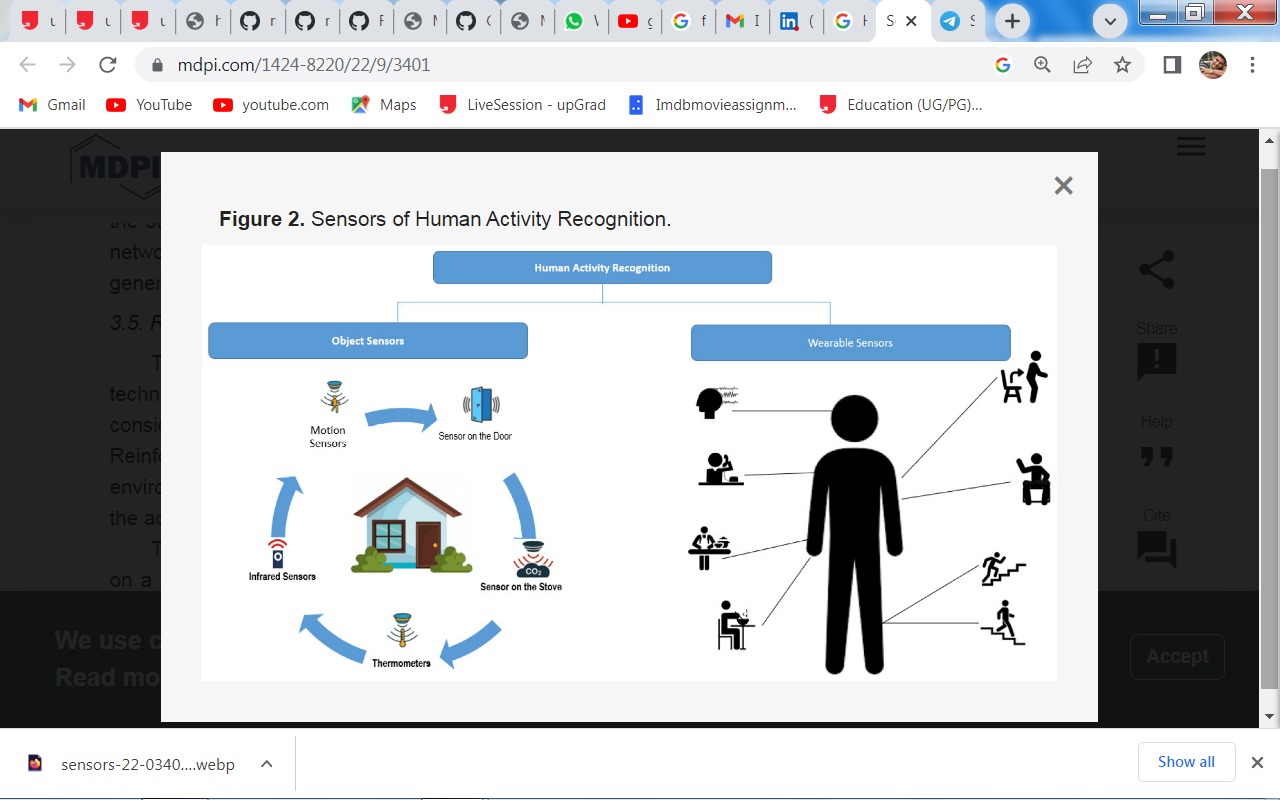 mdpi.com/1424-8220/22/9/3401
Gmail
YouTube
youtube.com
Maps
LiveSession - upGrad
Imdbmovieassignm...
Education (UG/PG)...
MDPI
Figure 2. Sensors of Human Activity Recognition.
Human Activity Recognition
Object Sensors
Wearable Sensors
Motion
Sensors
Sensor on the Door
Infrared Sensors
CO2
Sensor on the Stove
Thermometers
netwo
gener
3.5. R
techn
consid
Reinf
enviro
the ac
on a
Share
Help
Cite
We use c
Read mo
Accept
sensors-22-0340....webp
Show all